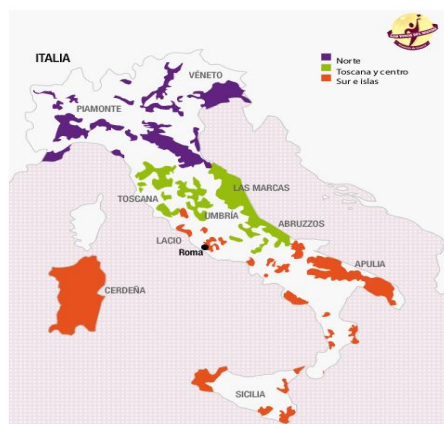 ITALIA
Norte
Toscana y centro
Sur e islas
VÉNETO
PIAMONTE
TOSCANA
LAS MARCAS
UMBRÍA
ABRUZZOS
LACIO
Roma
APULIA
CERDEÑA
SICILIA